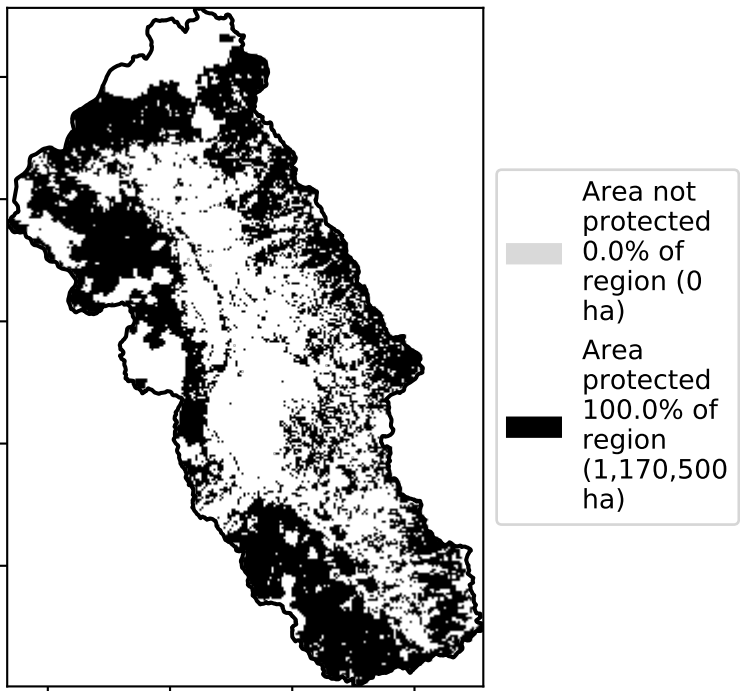 Area not
protected
0.0% of
region (0
ha)
Area
protected
100.0% of
region
(1,170,500
ha)